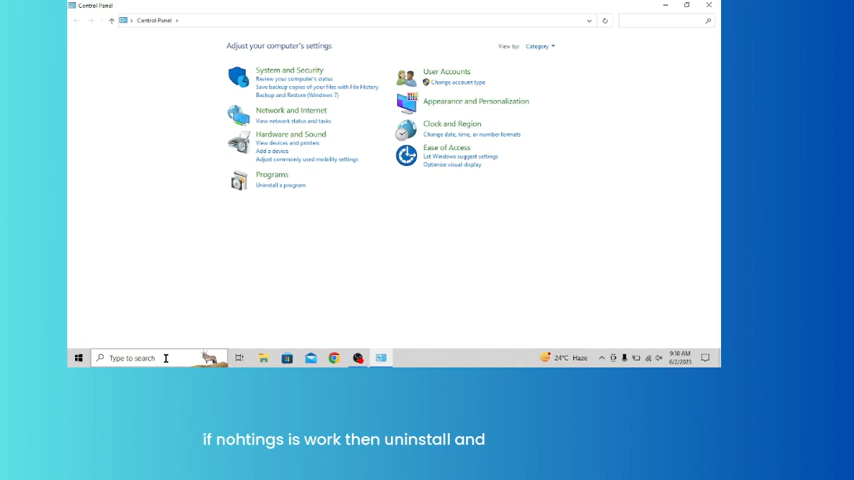 Control Panel
Control Panel
Adjust your computer's settings
View by: Category
System and Security
Review your computer's status
Save backup copies of your files with File History
Backup and Restore (Windows 7)
Network and Internet
View network status and tasks
Hardware and Sound
View devices and printers
Add a device
Adjust commonly used mobility settings
Programs
Uninstall a program
User Accounts
Change account type
Appearance and Personalization
Clock and Region
Change date, time, or number formats
Ease of Access
Let Windows suggest settings
Optimize visual display
Type to search
24°C Haze
9:10 AM
6/2/2023
if nohtings is work then uninstall and